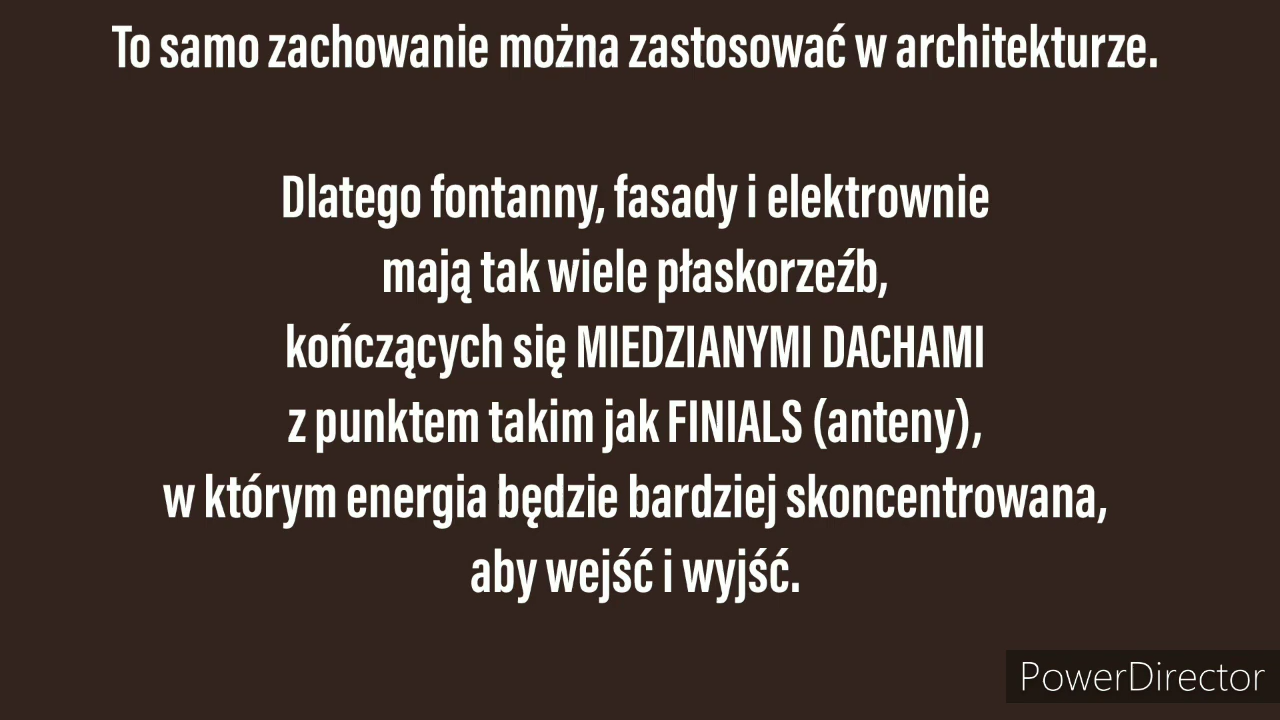 To samo zachowanie można zastosować w architekturze.
Dlatego fontanny, fasady i elektrownie
mają tak wiele płaskorzeźb,
kończących się MIEDZIANYMI DACHAMI
z punktem takim jak FINIALS (anteny),
w którym energia będzie bardziej skoncentrowana,
aby wejść i wyjść.
PowerDirector